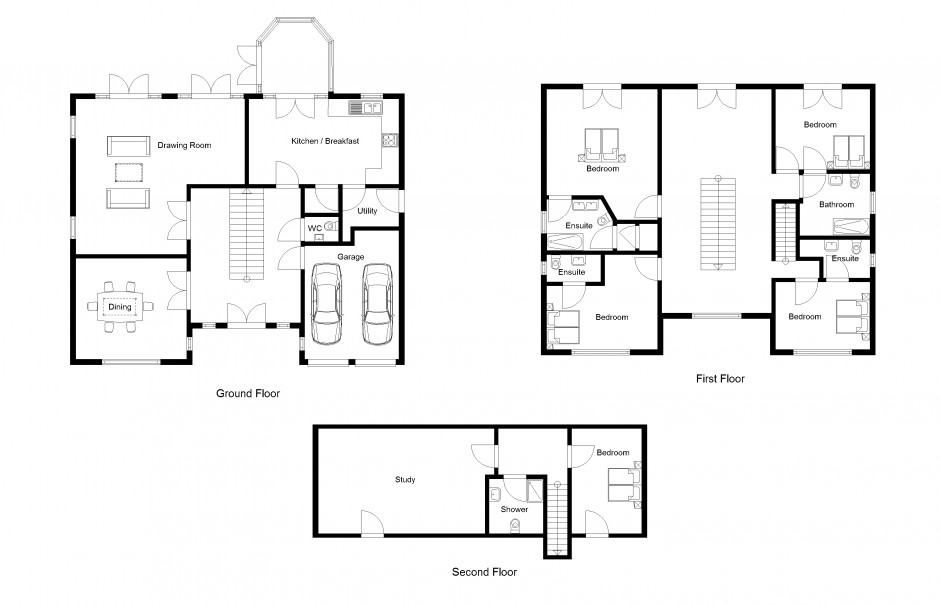 Drawing Room
Kitchen / Breakfast
Utility
WC
Garage
Dining
Ground Floor
Bedroom
Bedroom
Bathroom
Ensuite
Ensuite
Ensuite
Bedroom
Bedroom
First Floor
Study
Shower
Bedroom
Second Floor